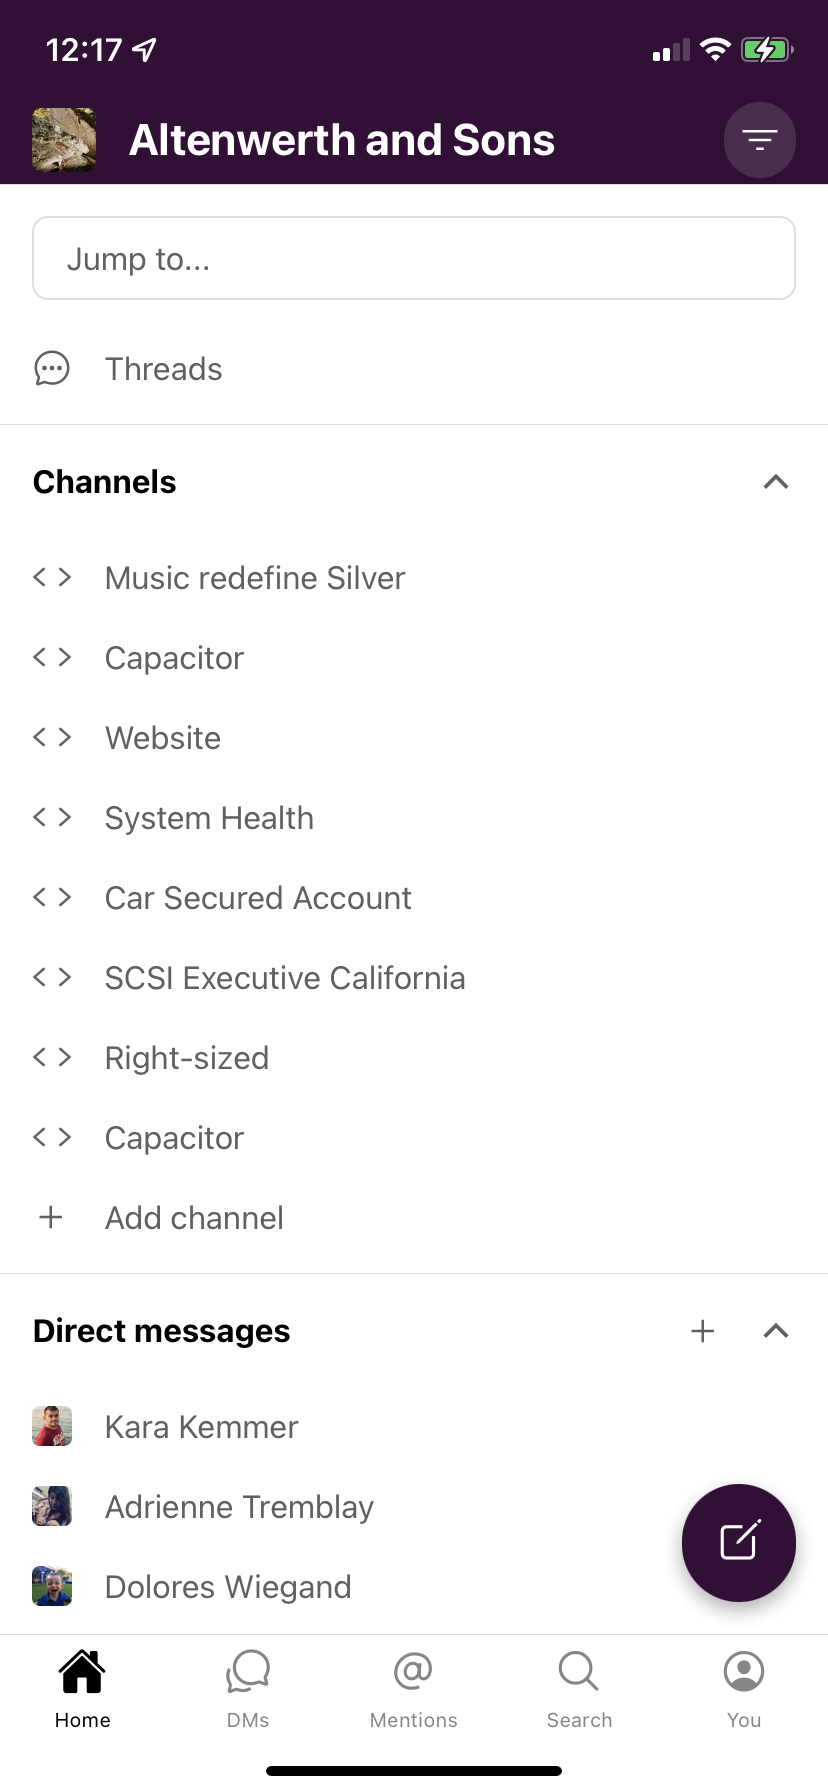 12:17
Altenwerth and Sons
Jump to...
Threads
Channels
Music redefine Silver
Capacitor
Website
System Health
Car Secured Account
SCSI Executive California
Right-sized
Capacitor
Add channel
Direct messages
Kara Kemmer
Adrienne Tremblay
Dolores Wiegand
Home DMs Mentions Search You